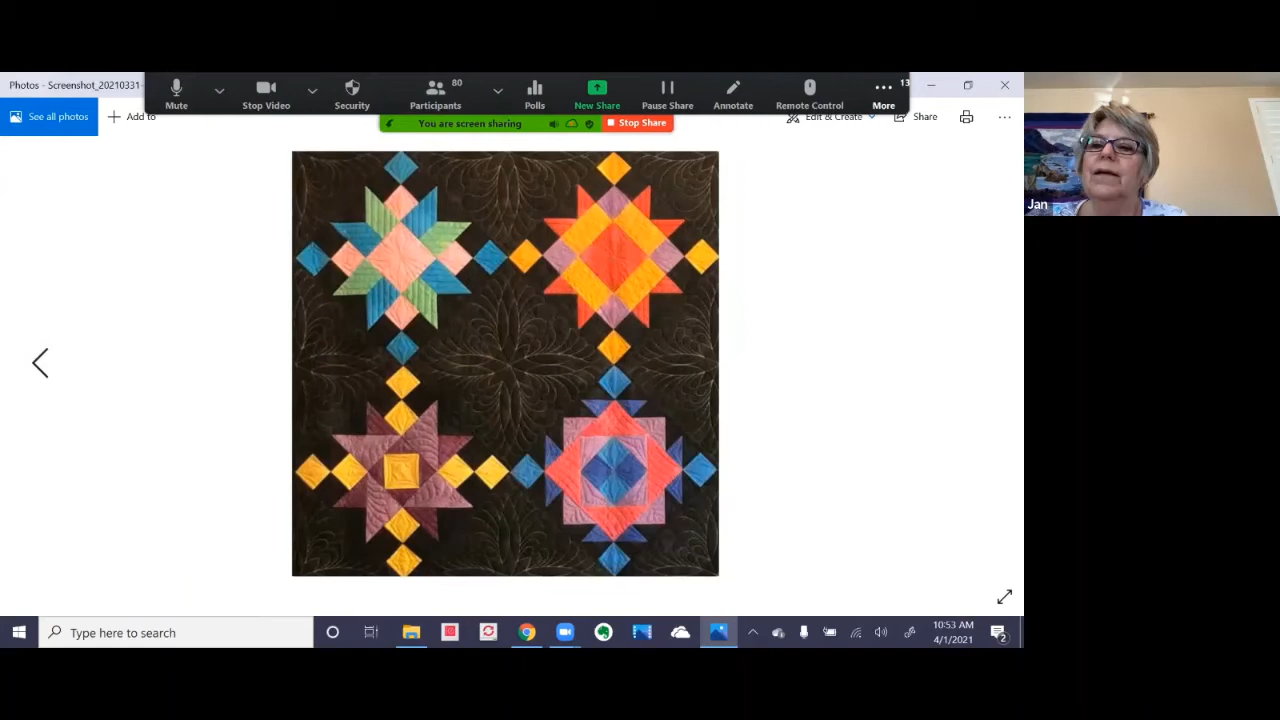 Photos - Screenshot_20210331-
See all photos
Add to
Mute
Stop Video
Security
Participants
80
Polls
New Share
Pause Share
Annotate
Remote Control
More
13
You are screen sharing
Stop Share
Edit & Create
Share
Jan
Type here to search
10:53 AM
4/1/2021
2